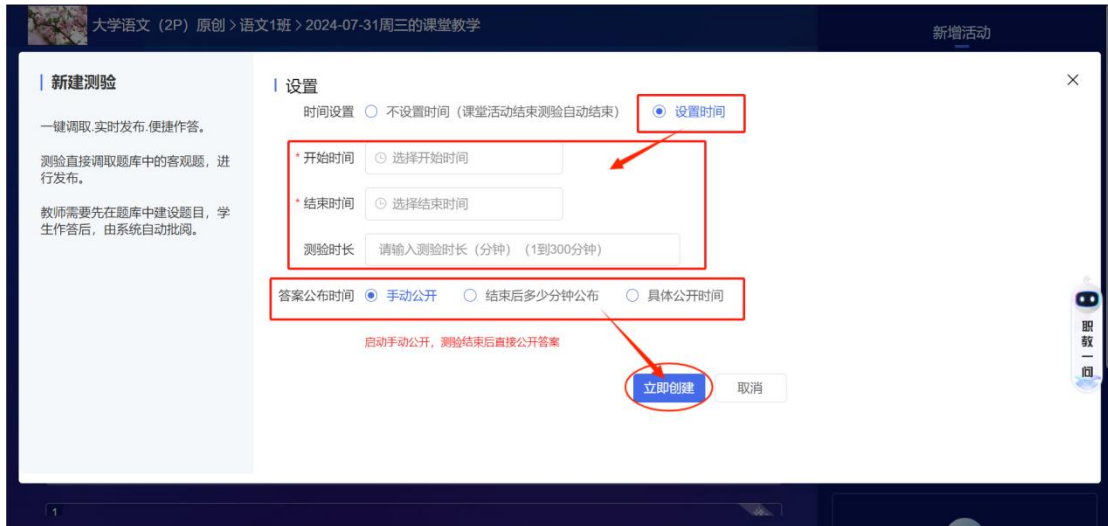 大学语文（2P）原创 > 语文1班 > 2024-07-31周三的课堂教学
新增活动
新建测验
一键调取.实时发布.便捷作答。
测验直接调取题库中的客观题，进
行发布。
教师需要先在题库中建设题目，学
生作答后，由系统自动批阅。
设置
时间设置 不设置时间（课堂活动结束测验自动结束） 设置时间
* 开始时间 选择开始时间
* 结束时间 选择结束时间
测验时长 请输入测验时长（分钟）（1到300分钟）
答案公布时间 手动公开 结束后多少分钟公布 具体公开时间
启动手动公开，测验结束后直接公开答案
立即创建 取消
职教一问
1